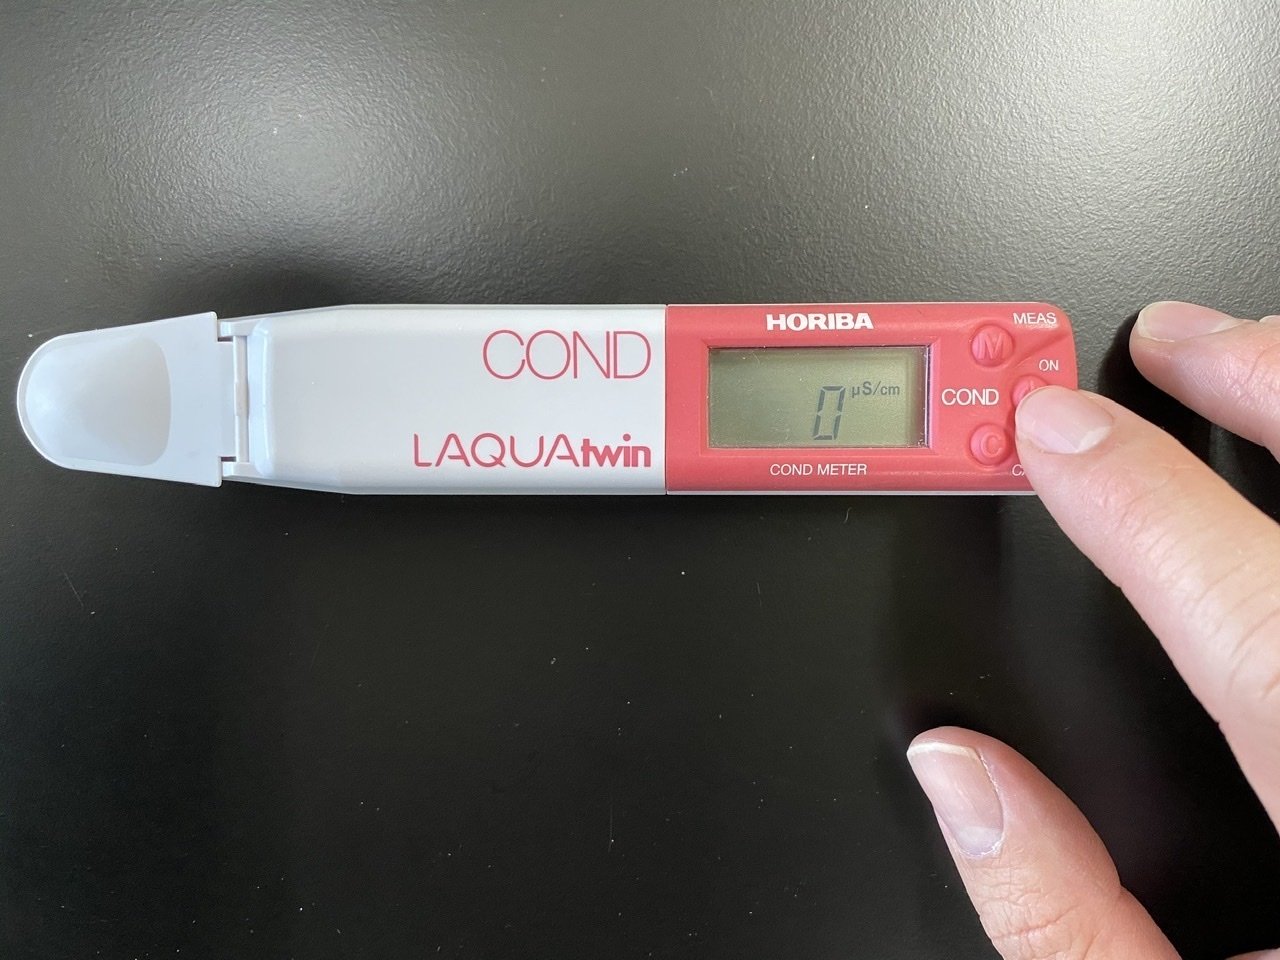 COND
LAQUAtwin
HORIBA
0 µS/cm
COND METER
MEAS
M
ON
COND
C